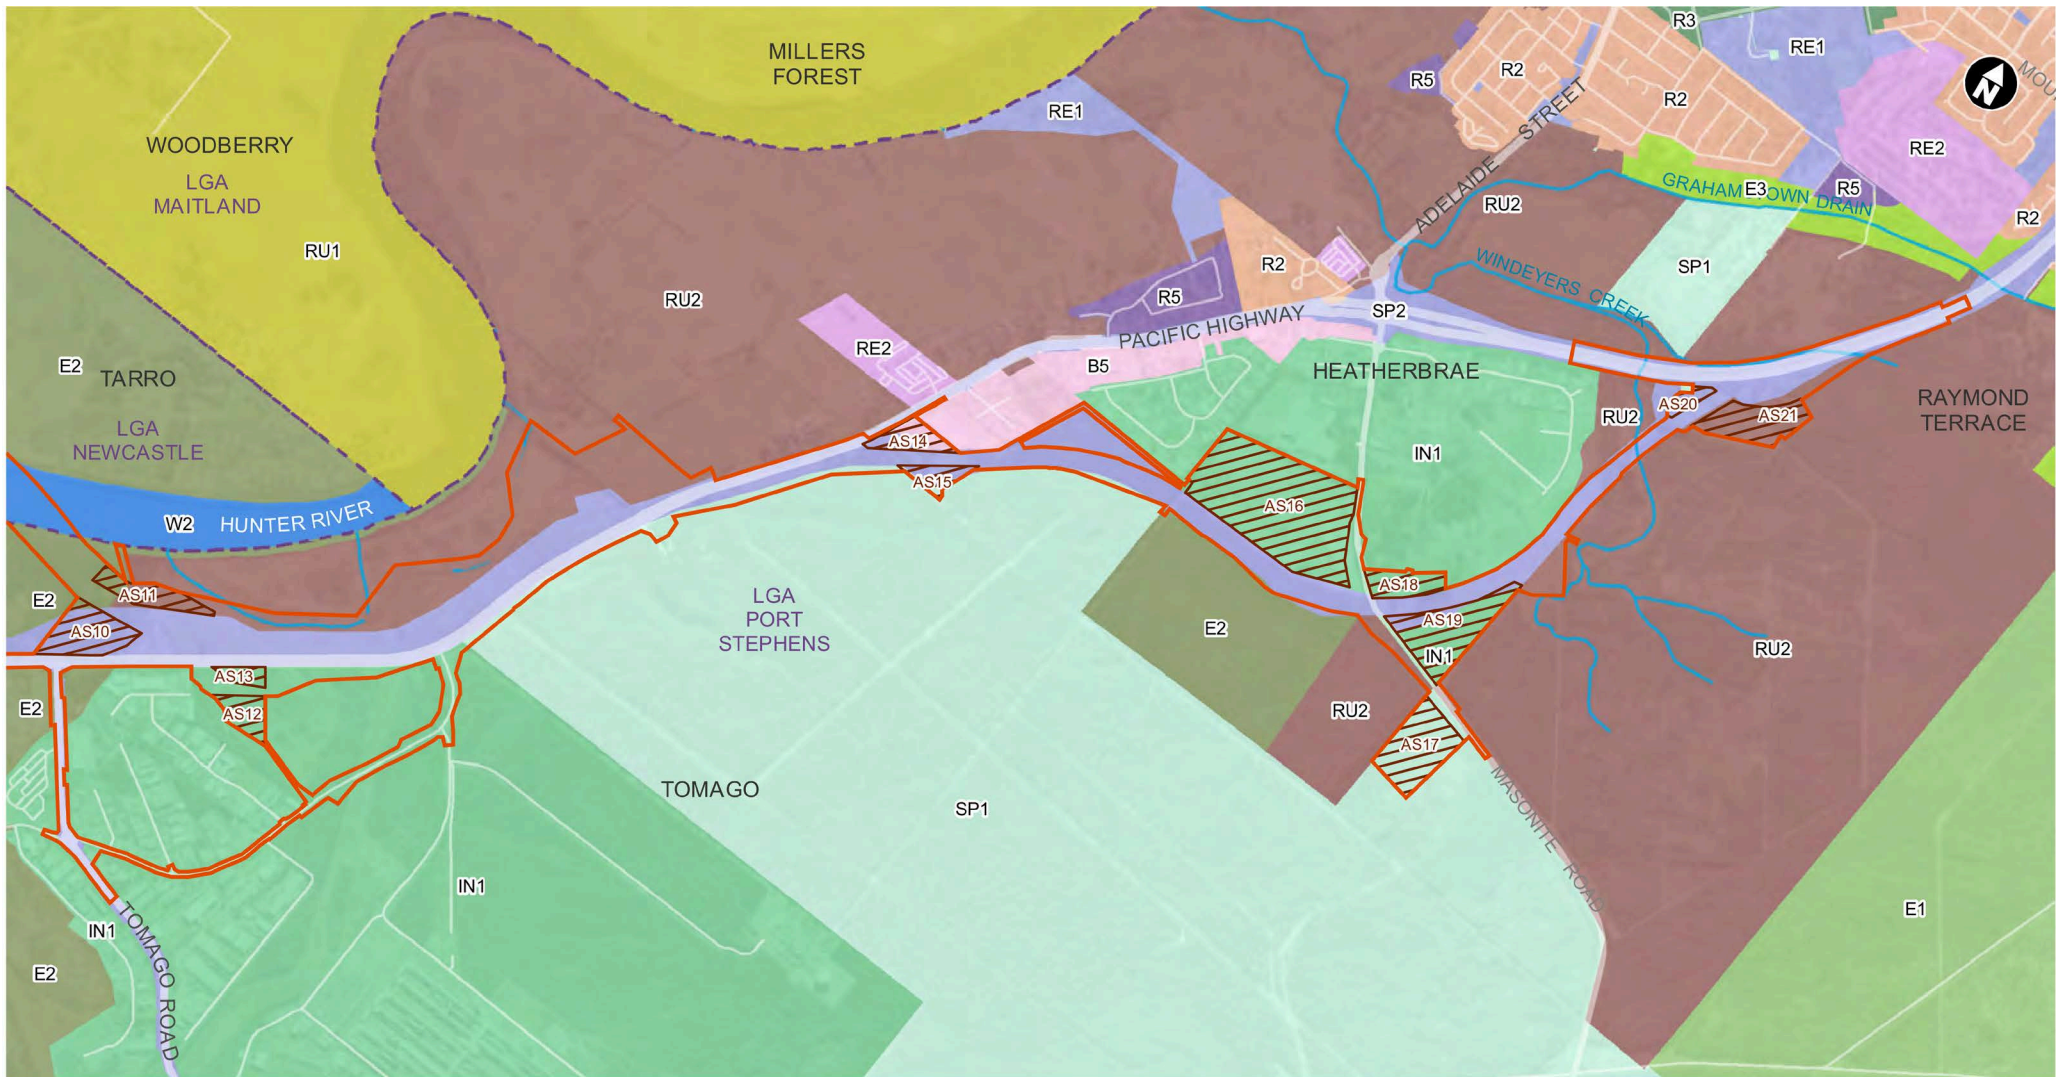 R3
MILLERS
FOREST
RE1
R2
R5
MOU
N
R2
RE1
WOODBERRY
RE2
LGA
MAITLAND
ADELAIDE STREET
GRAHAMSTOWN DRAIN
E3
R5
RU2
R2
RU1
R2
SP1
WINDEYERS CREEK
R5
RU2
SP2
PACIFIC HIGHWAY
RE2
E2
B5
HEATHERBRAE
TARRO
RAYMOND
TERRACE
AS20
RU2
AS21
LGA
NEWCASTLE
AS14
IN1
AS15
AS16
W2
HUNTER RIVER
AS18
AS11
E2
LGA
PORT
STEPHENS
AS19
AS10
E2
RU2
IN1
AS13
E2
RU2
AS12
AS17
TOMAGO
SP1
MASONITE ROAD
IN1
E1
IN1
TOMAGO ROAD
E2